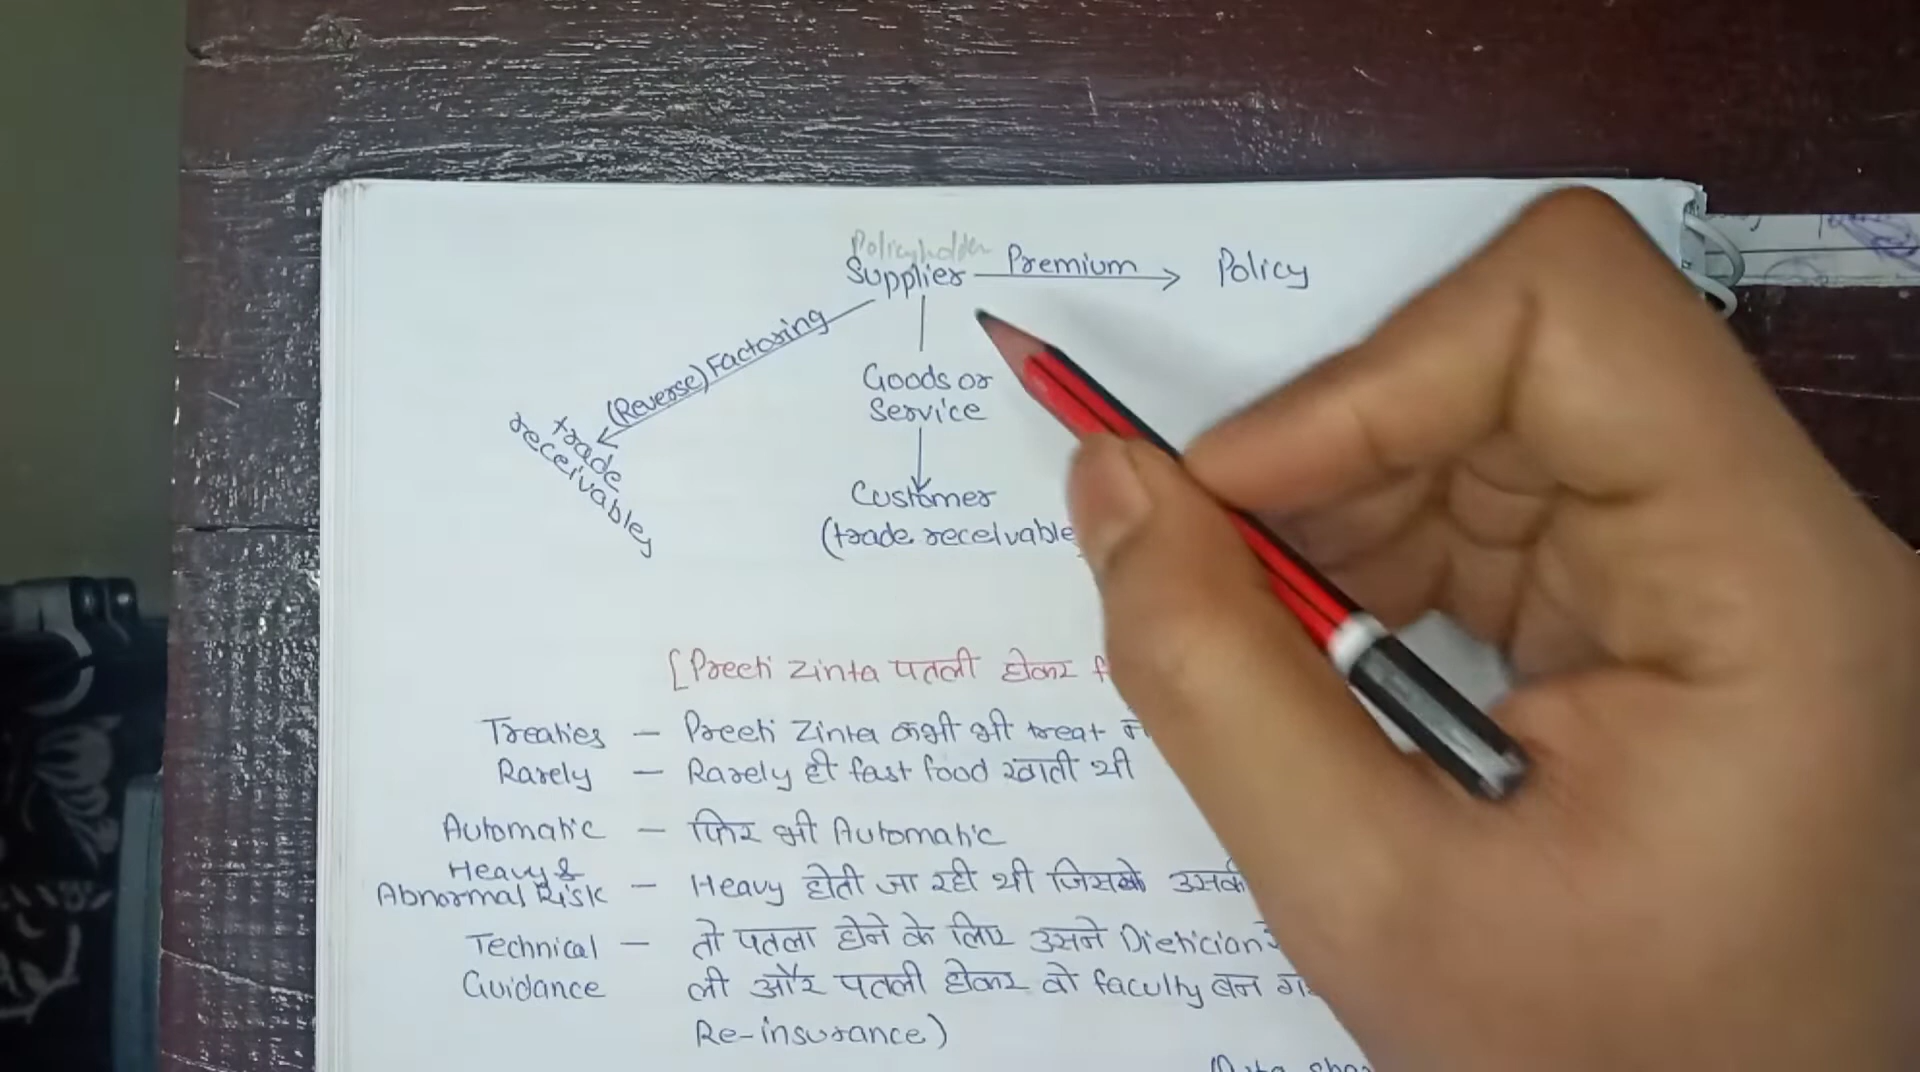 Policyholder
Supplier Premium Policy
(Reverse) Factoring
trade
receivables
Goods or
Service
Customer
(trade receivable
[Preeti Zinta पतली होकर f
Treaties — Preeti Zinta कभी भी treat
Rarely — Rarely ही fast food खाती थी
Automatic — फिर भी Automatic
Heavy &
Abnormal Risk — Heavy होती जा रही थी जिससे उसकी
Technical — तो पतला होने के लिए उसने Dietician
Guidance ली और पतली होकर वो faculty बन
Re-insurance)